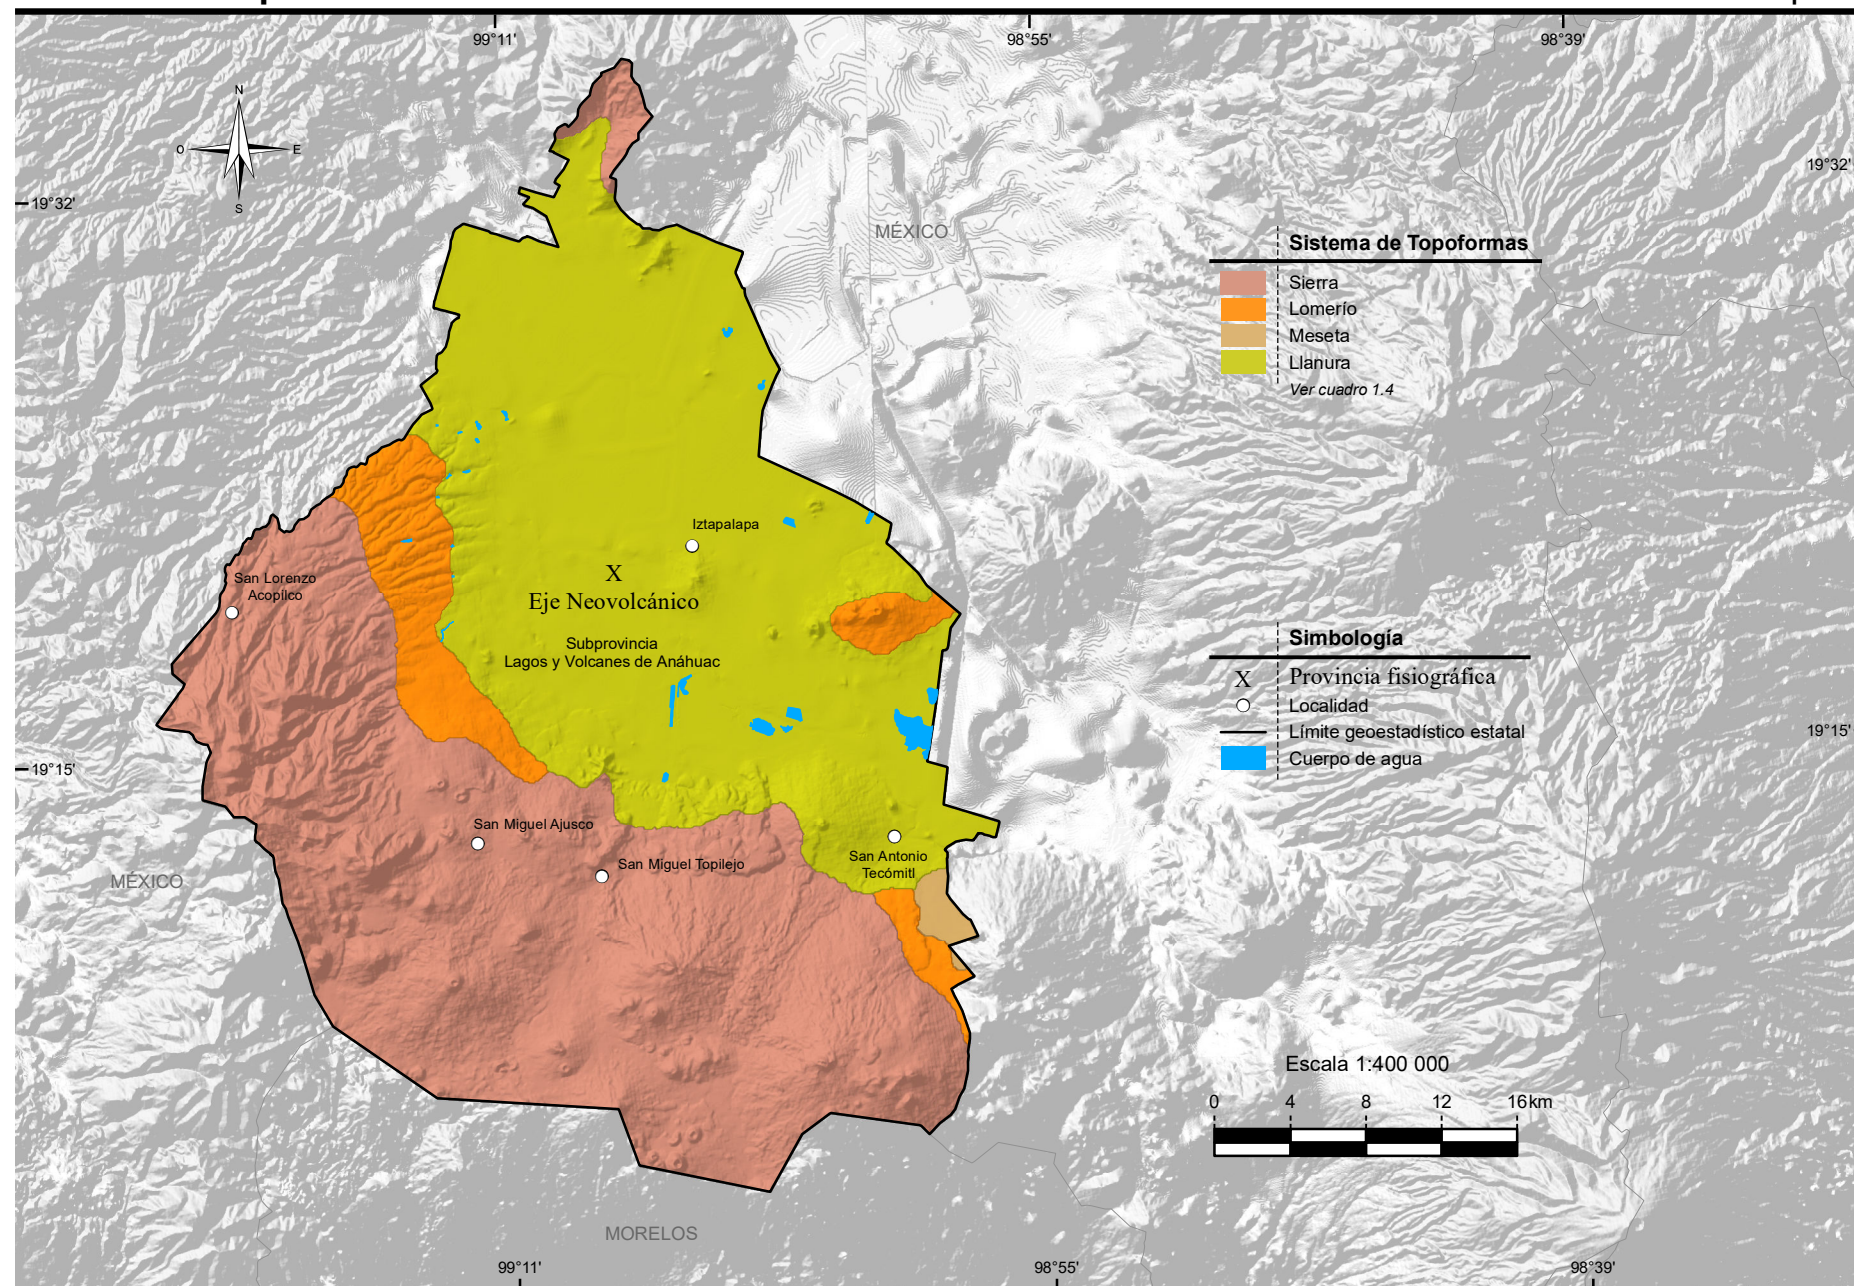 99°11'
98°55'
98°39'
N
O
E
S
19°32'
19°32'
MÉXICO
Sistema de Topoformas
Sierra
Lomerío
Meseta
Llanura
Ver cuadro 1.4
Iztapalapa
San Lorenzo
Acopilco
X
Eje Neovolcánico
Subprovincia
Lagos y Volcanes de Anáhuac
Simbología
X Provincia fisiográfica
Localidad
Límite geoestadístico estatal
Cuerpo de agua
19°15'
19°15'
San Miguel Ajusco
San Miguel Topilejo
San Antonio
Tecómitl
MÉXICO
Escala 1:400 000
0 4 8 12 16 km
MORELOS
99°11'
98°55'
98°39'